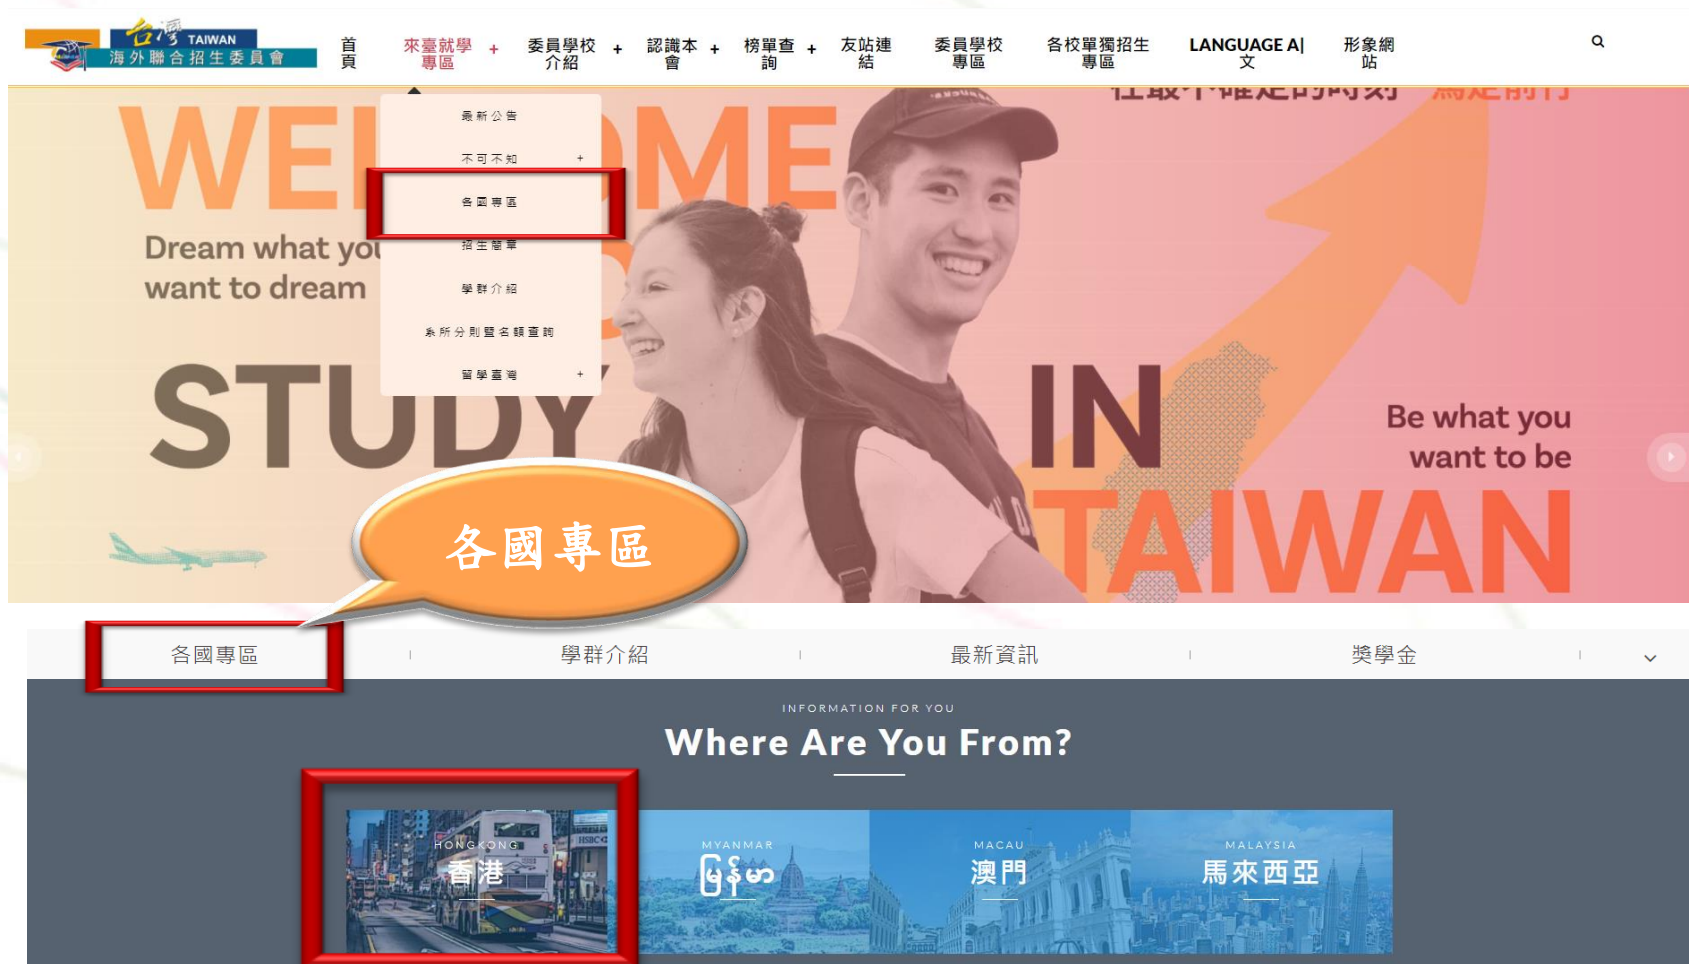 台灣 TAIWAN
海外聯合招生委員會
首
頁
來臺就學 +
專區
委員學校 +
介紹
認識本 +
會
榜單查 +
詢
友站連
結
委員學校
專區
各校單獨招生
專區
LANGUAGE A|
文
形象網
站
最新公告
不可不知 +
各國專區
招生簡章
學群介紹
系所分則暨名額查詢
留學臺灣 +
Dream what you
want to dream
STUDY
IN
TAIWAN
Be what you
want to be
各國專區
各國專區
學群介紹
最新資訊
獎學金
INFORMATION FOR YOU
Where Are You From?
HONGKONG
香港
HSBC
MYANMAR
မြန်မာ
MACAU
澳門
MALAYSIA
馬來西亞